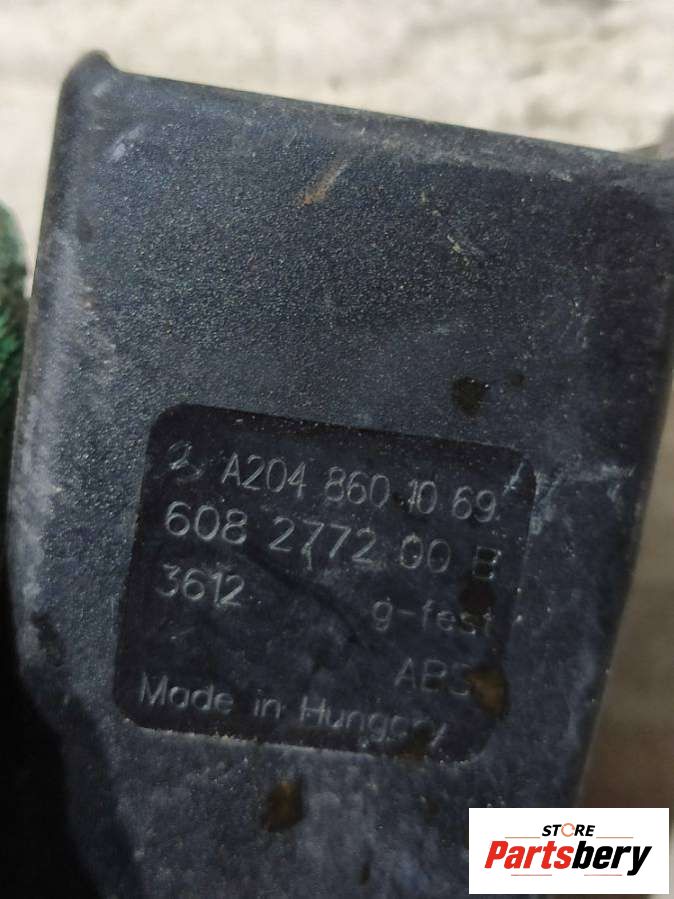 A204 860 10 69
608 2772 00 B
3612 g-fest
ABS
Made in Hungary
STORE
Partsbery